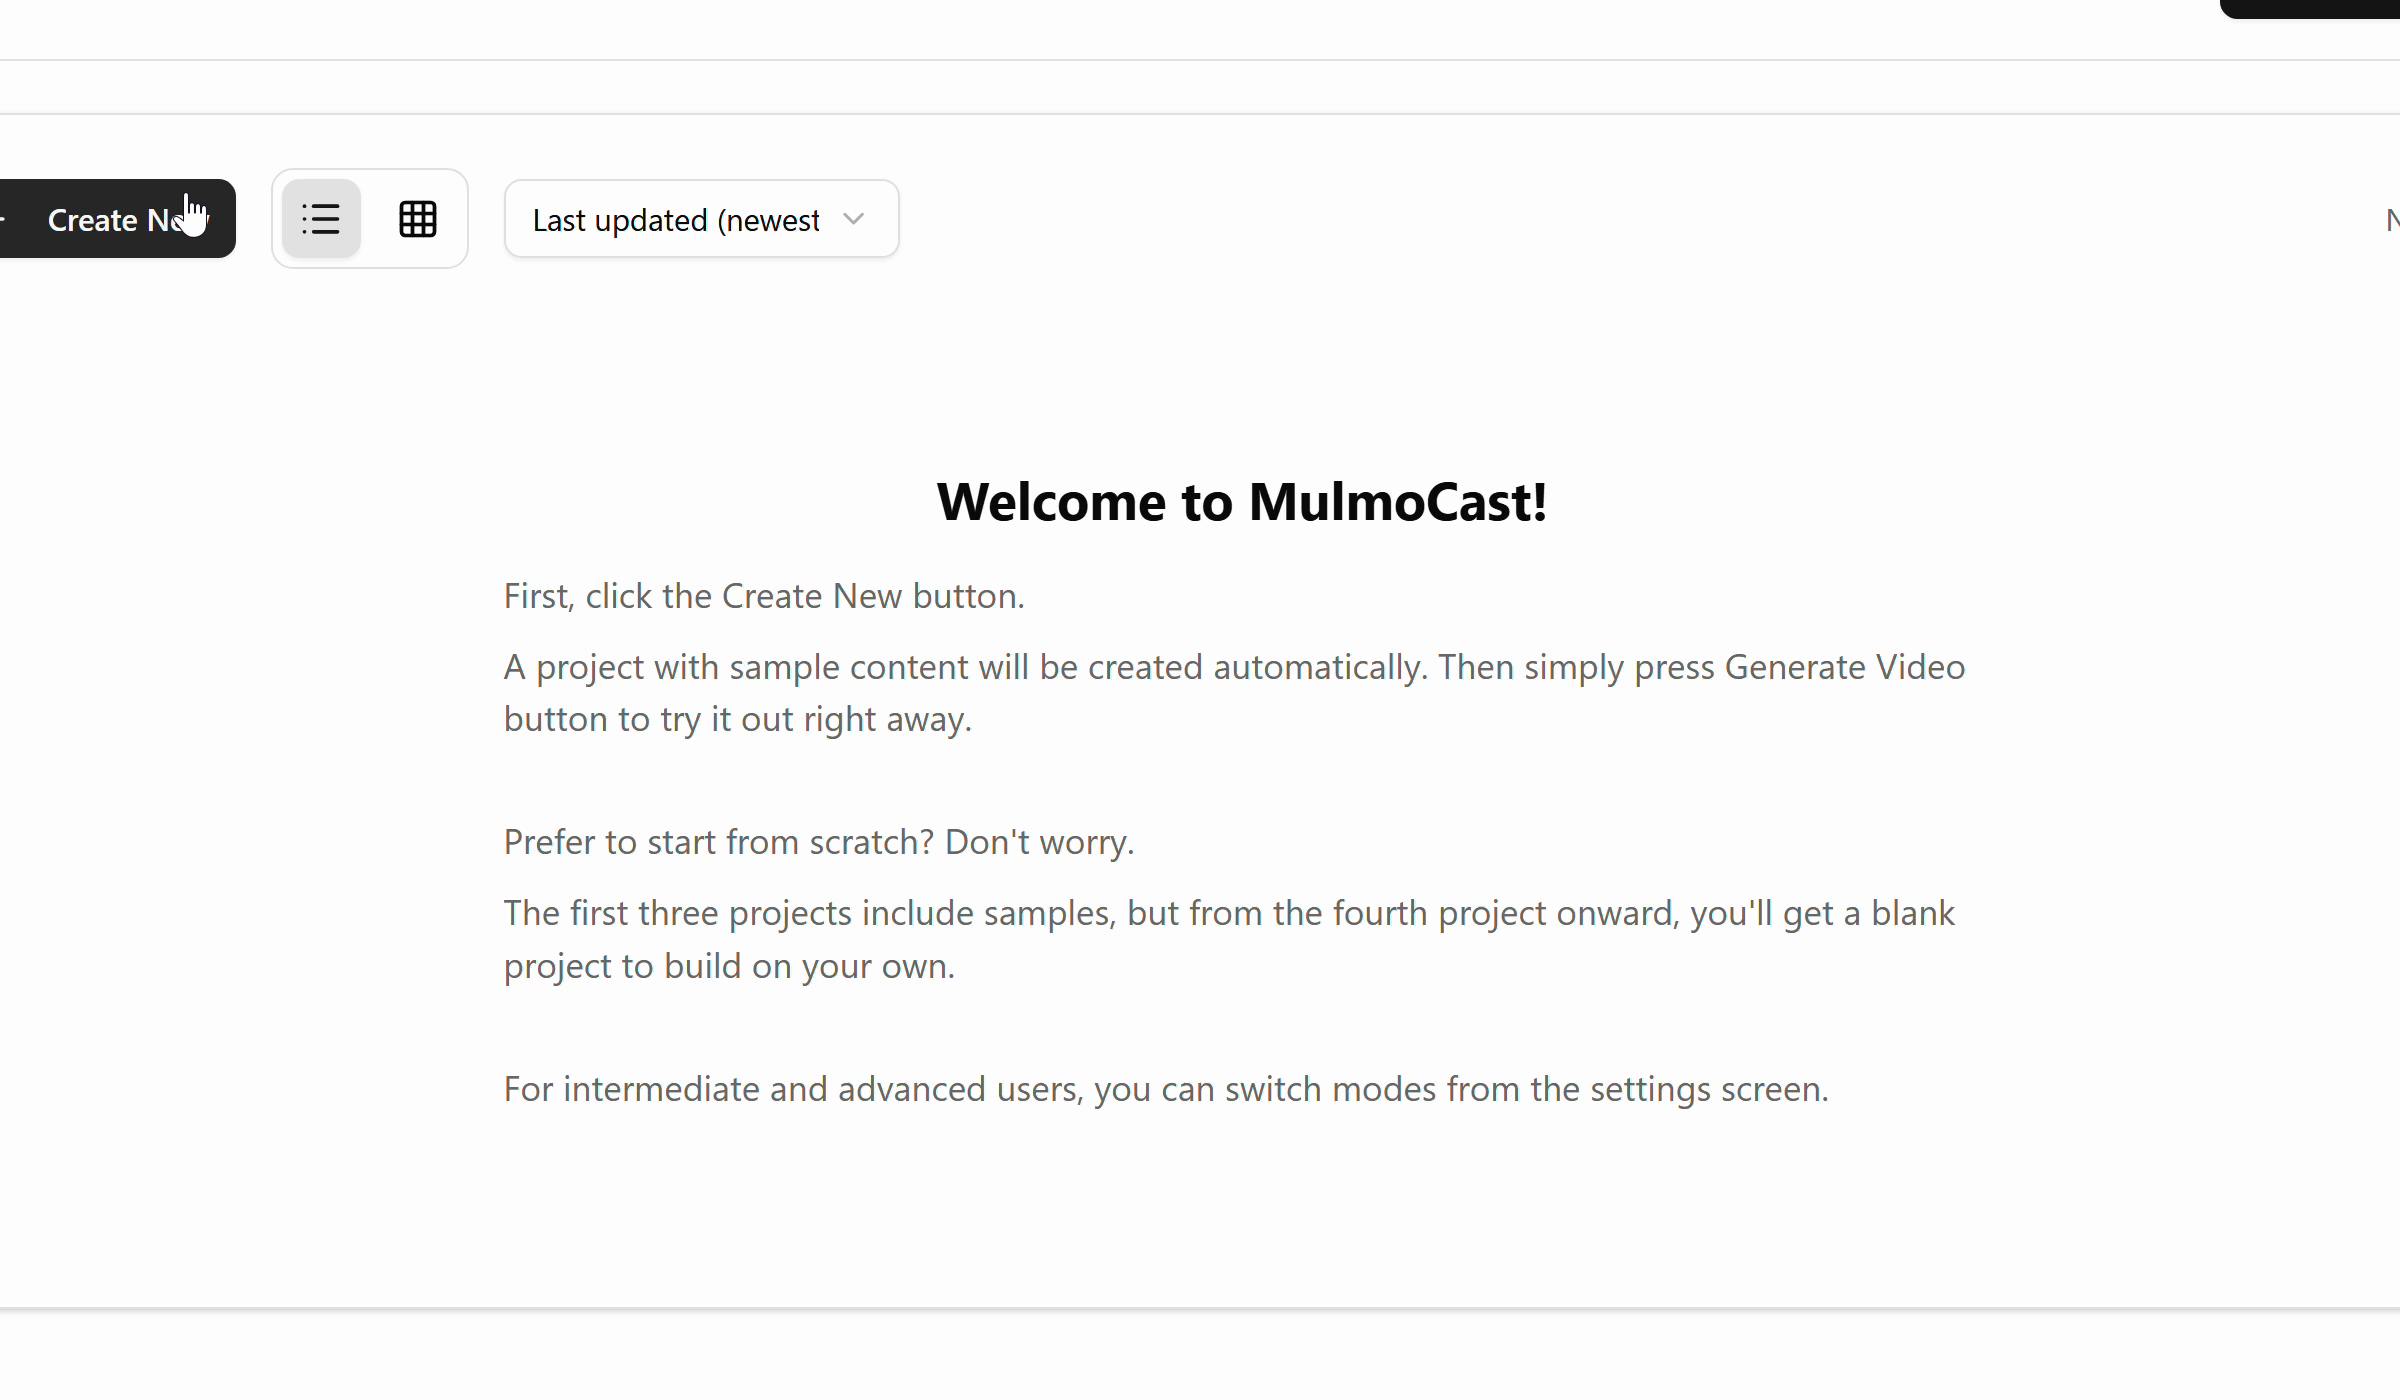 Create New
Last updated (newest
N
Welcome to MulmoCast!
First, click the Create New button.
A project with sample content will be created automatically. Then simply press Generate Video
button to try it out right away.
Prefer to start from scratch? Don't worry.
The first three projects include samples, but from the fourth project onward, you'll get a blank
project to build on your own.
For intermediate and advanced users, you can switch modes from the settings screen.